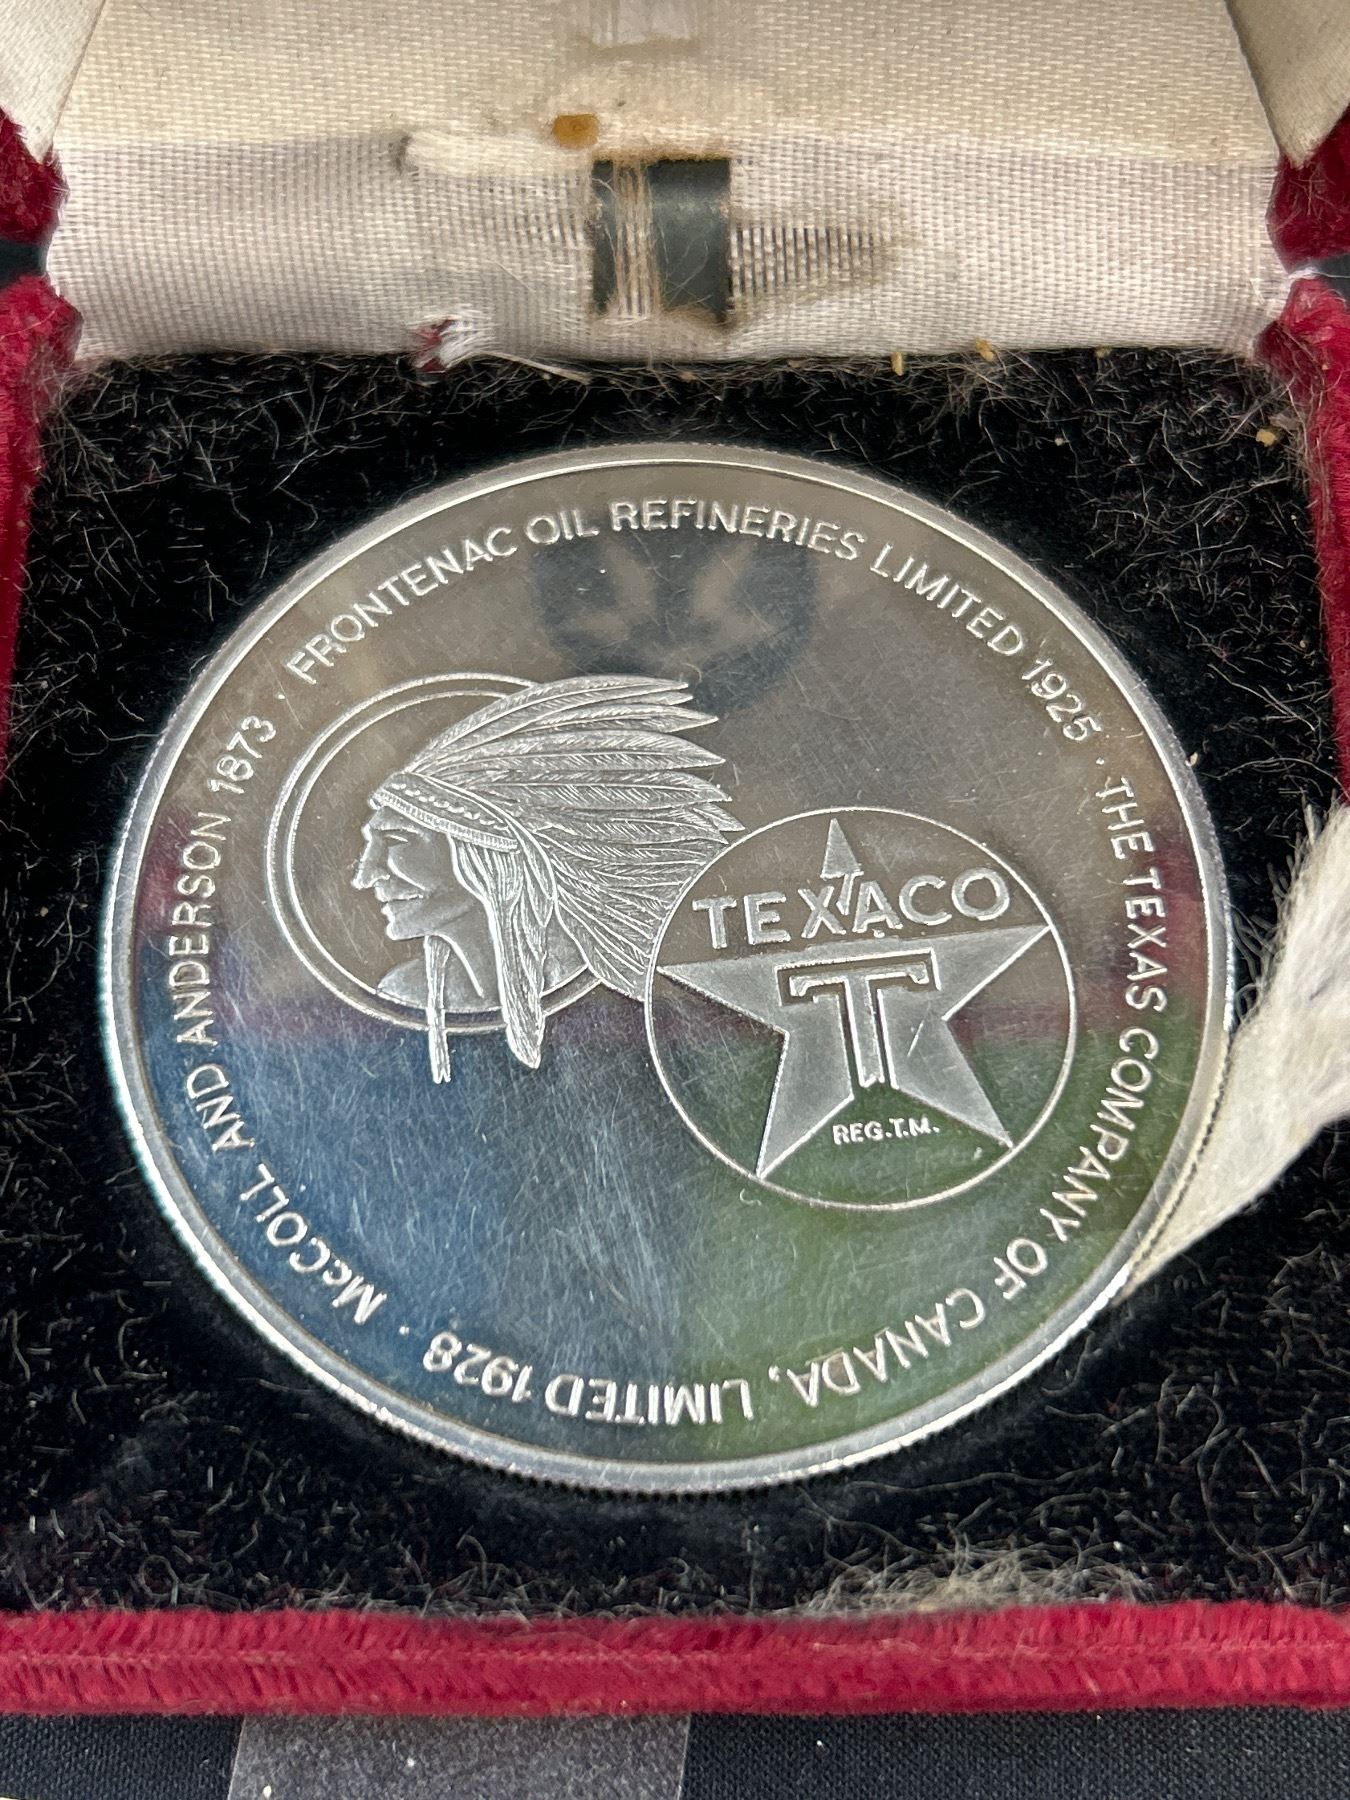 McCOLL AND ANDERSON 1873 · FRONTENAC OIL REFINERIES LIMITED 1925 · THE TEXAS COMPANY OF CANADA, LIMITED 1928 ·
TEXACO
T
REG. T.M.